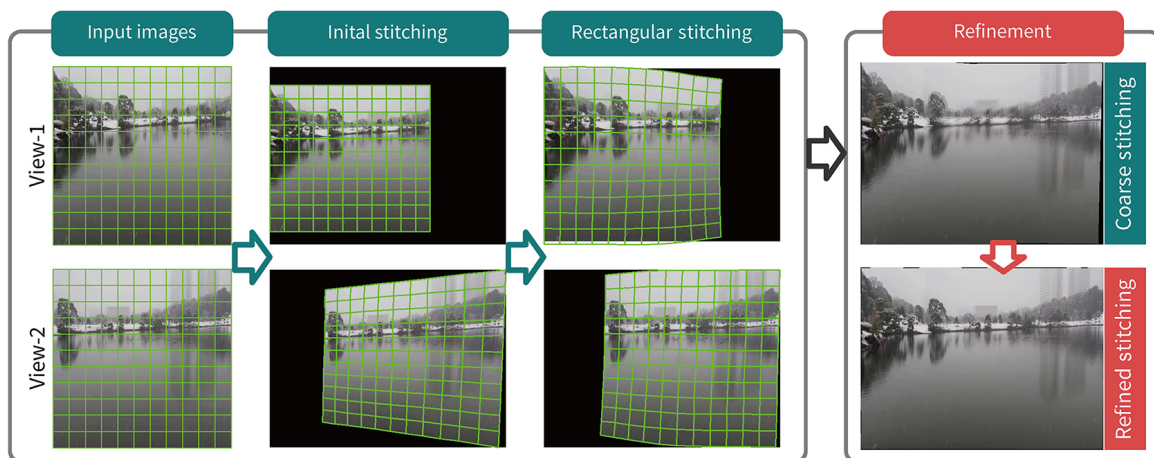 Input images
Inital stitching
Rectangular stitching
Refinement
View-1
Coarse stitching
View-2
Refined stitching